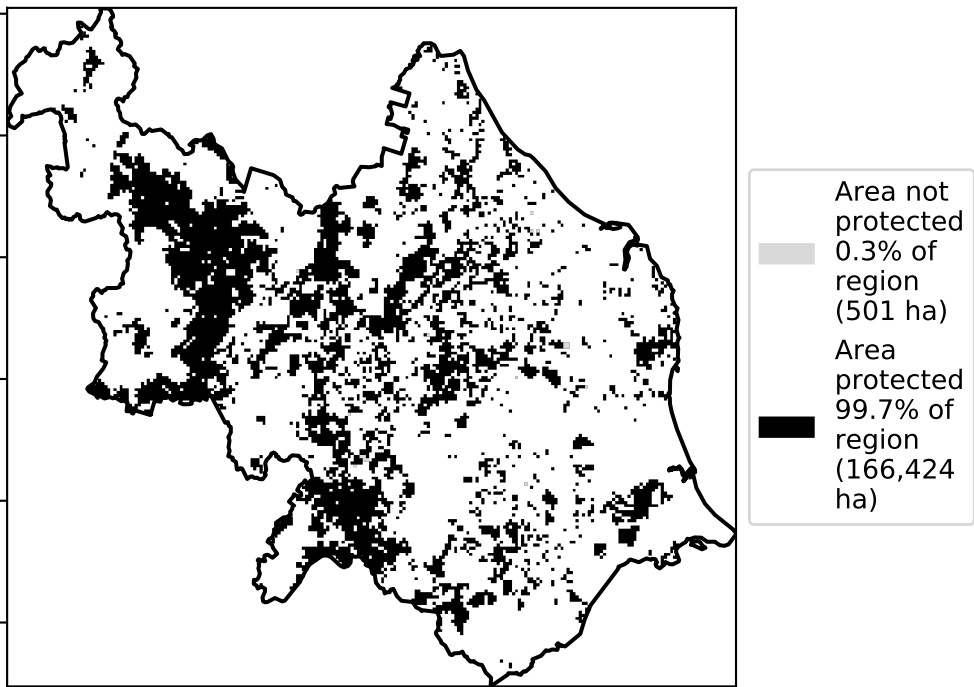 Area not
protected
0.3% of
region
(501 ha)
Area
protected
99.7% of
region
(166,424
ha)